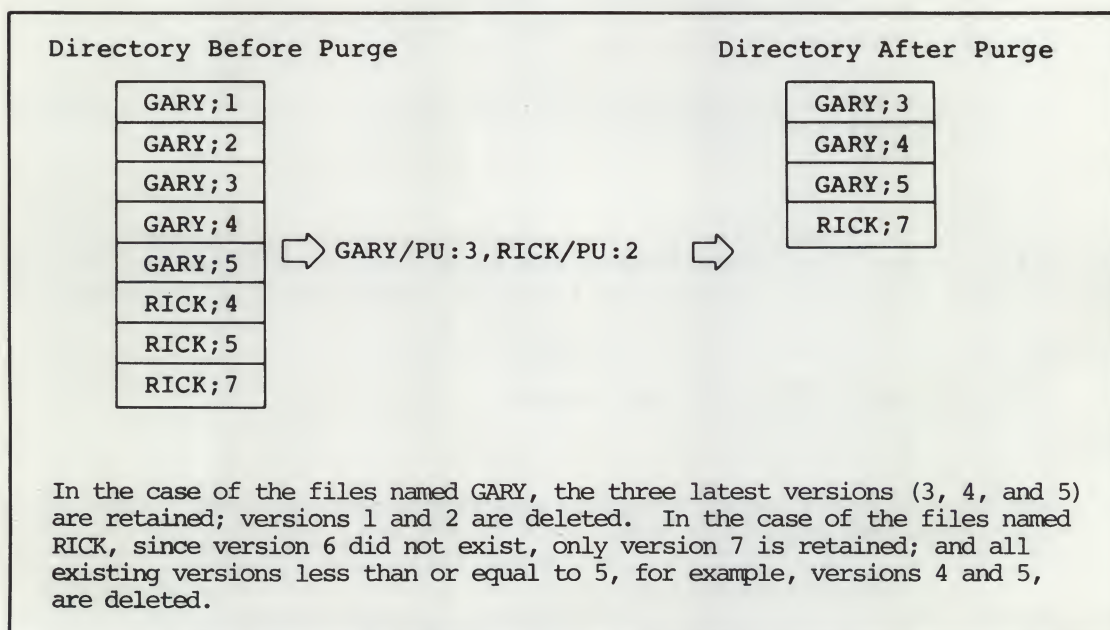 Directory Before Purge
Directory After Purge
GARY;1
GARY;2
GARY;3
GARY;4
GARY;5
RICK;4
RICK;5
RICK;7
GARY/PU:3,RICK/PU:2
GARY;3
GARY;4
GARY;5
RICK;7
In the case of the files named GARY, the three latest versions (3, 4, and 5)
are retained; versions 1 and 2 are deleted. In the case of the files named
RICK, since version 6 did not exist, only version 7 is retained; and all
existing versions less than or equal to 5, for example, versions 4 and 5,
are deleted.